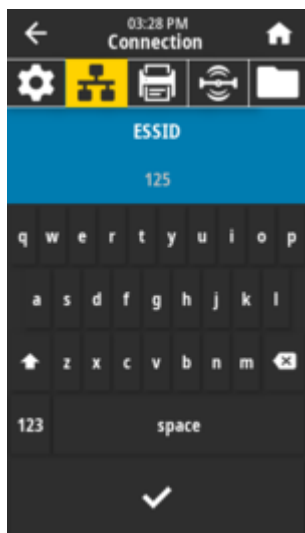 03:28 PM
Connection
ESSID
125
q w e r t y u i o p
a s d f g h j k l
z x c v b n m
123 space